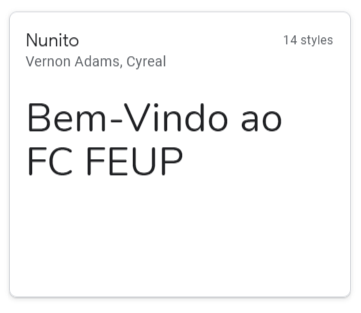 Nunito
14 styles
Vernon Adams, Cyreal
Bem-Vindo ao
FC FEUP